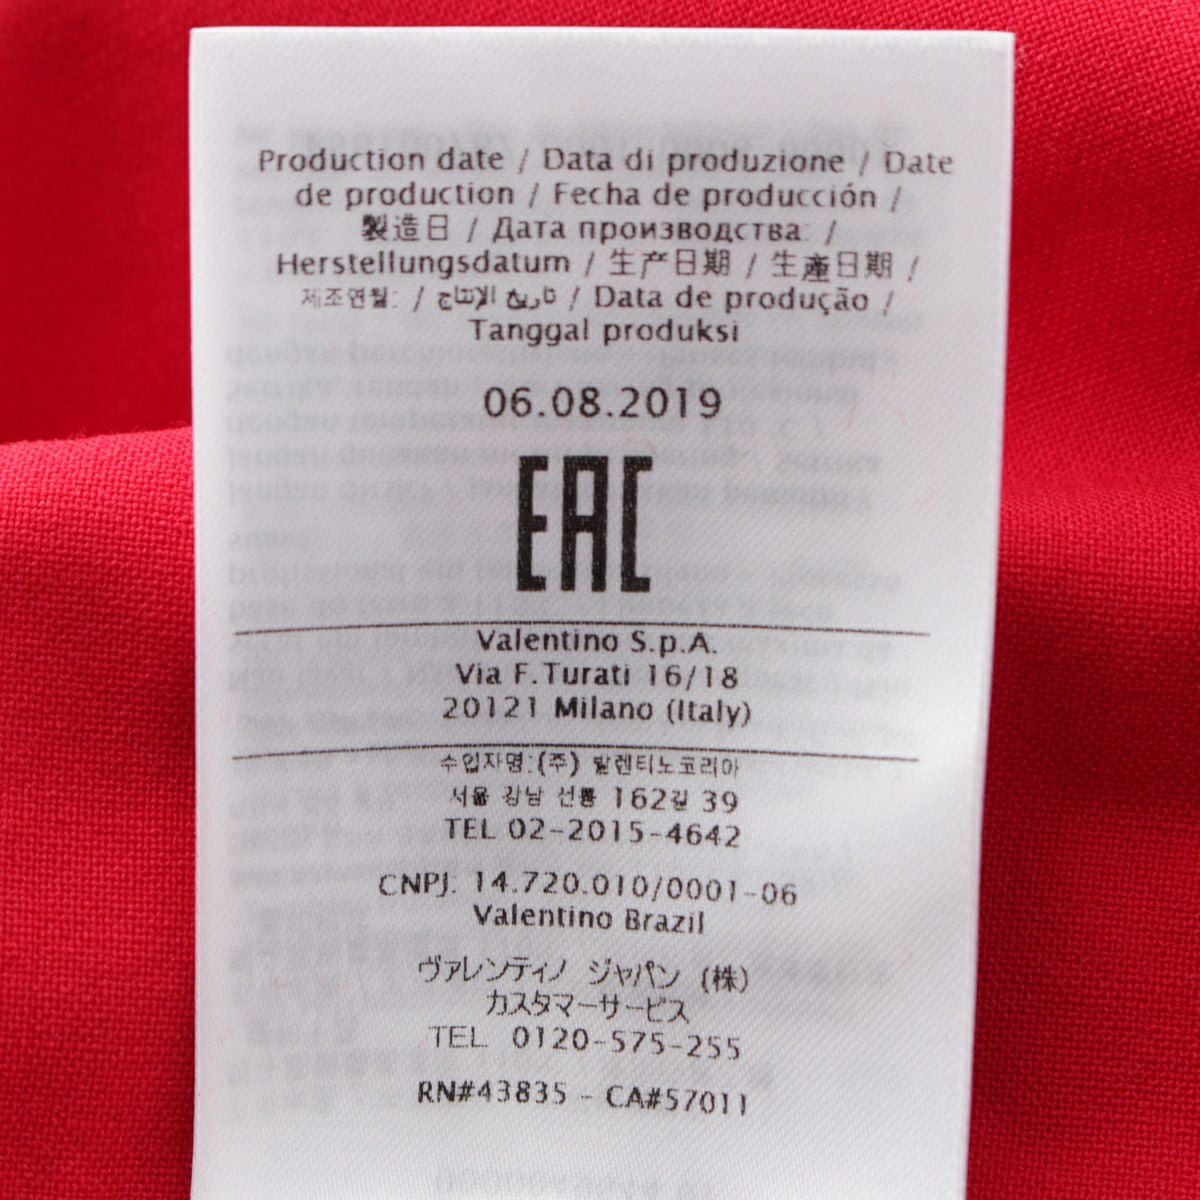 Production date / Data di produzione / Date
de production / Fecha de producción /
製造日 / Дата производства: /
Herstellungsdatum / 生产日期 / 生產日期 /
제조연월: / تاريخ الإنتاج / Data de produção /
Tanggal produksi
06.08.2019
EAC
Valentino S.p.A.
Via F.Turati 16/18
20121 Milano (Italy)
수입자명:(주) 발렌티노코리아
서울 강남 선릉 162길 39
TEL 02-2015-4642
CNPJ: 14.720.010/0001-06
Valentino Brazil
ヴァレンティノ ジャパン (株)
カスタマーサービス
TEL 0120-575-255
RN#43835 - CA#57011